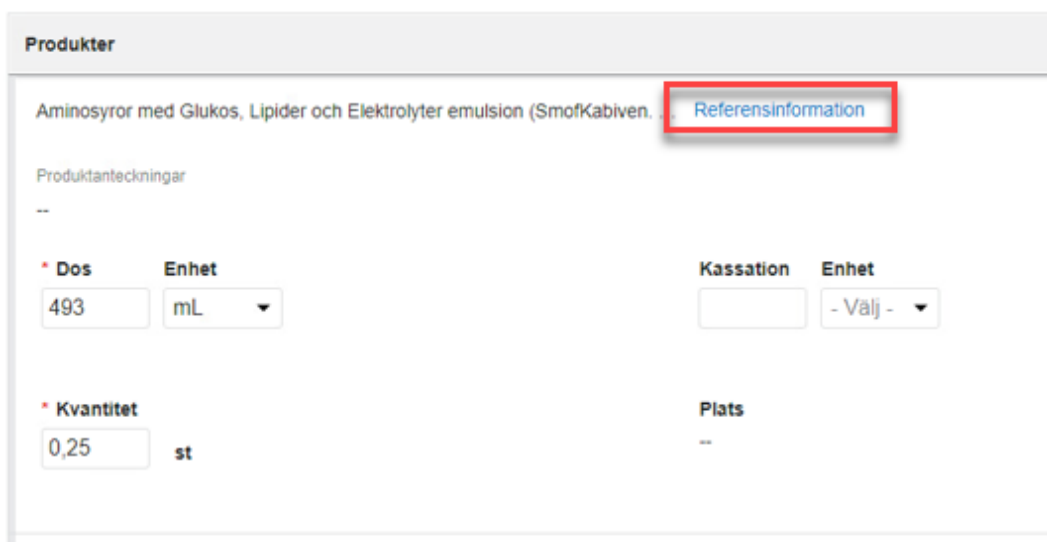 Produkter
Aminosyror med Glukos, Lipider och Elektrolyter emulsion (SmofKabiven. ... Referensinformation
Produktanteckningar
--
* Dos Enhet Kassation Enhet
493 mL - Välj -
* Kvantitet Plats
0,25 st --